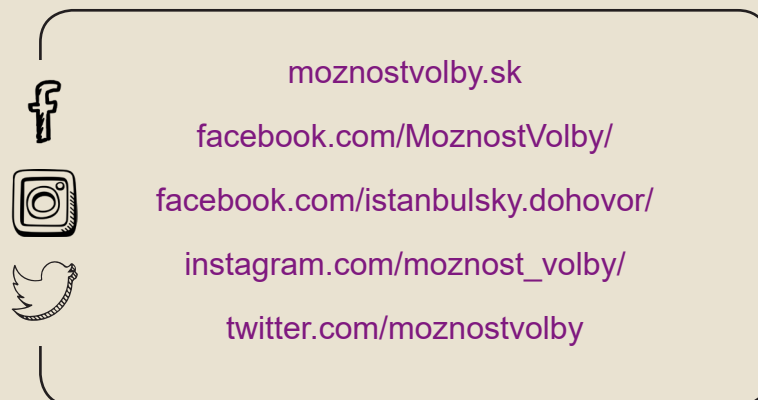 moznostvolby.sk
facebook.com/MoznostVolby/
facebook.com/istanbulsky.dohovor/
instagram.com/moznost_volby/
twitter.com/moznostvolby